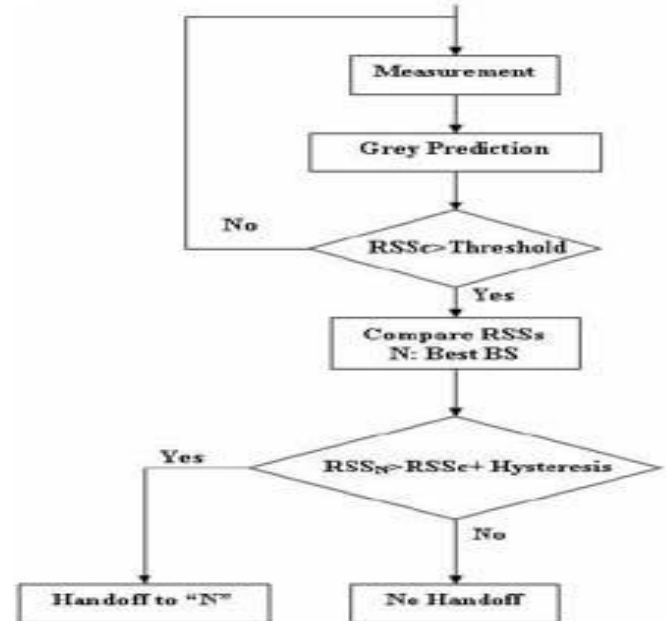 Measurement
Grey Prediction
No
RSSc>Threshold
Yes
Compare RSSs
N: Best BS
Yes
RSSN>RSSc+ Hysteresis
No
Handoff to “N”
No Handoff